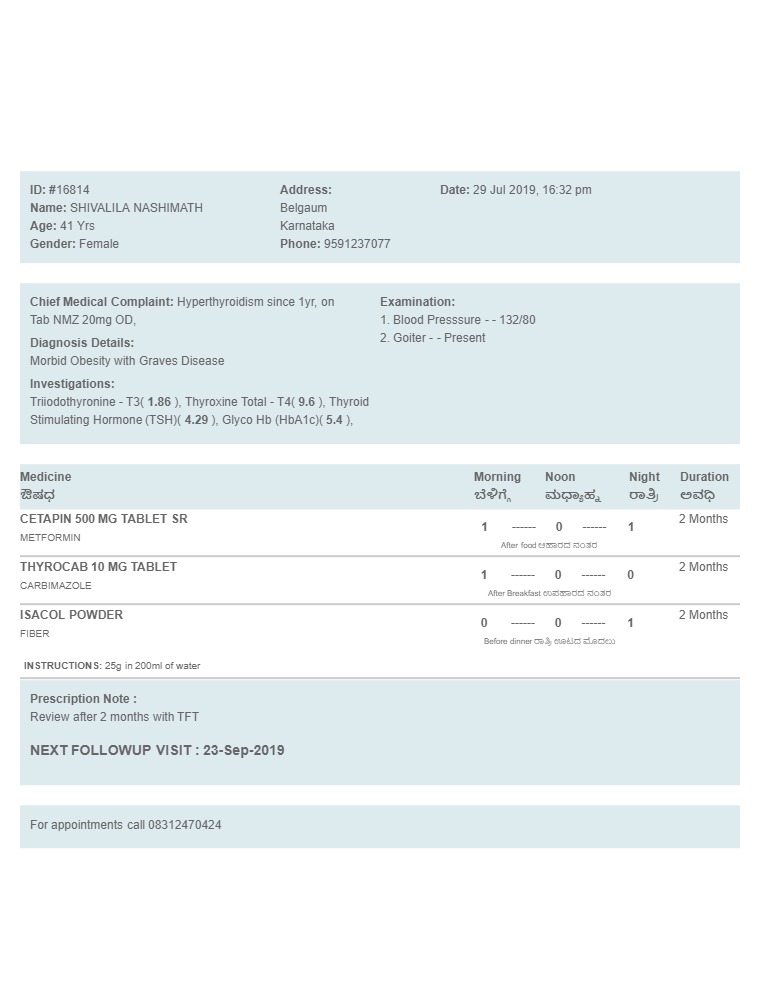 ID: #16814
Name: SHIVALILA NASHIMATH
Age: 41 Yrs
Gender: Female
Address:
Belgaum
Karnataka
Phone: 9591237077
Date: 29 Jul 2019, 16:32 pm
Chief Medical Complaint: Hyperthyroidism since 1yr, on
Tab NMZ 20mg OD,
Diagnosis Details:
Morbid Obesity with Graves Disease
Investigations:
Triiodothyronine - T3( 1.86 ), Thyroxine Total - T4( 9.6 ), Thyroid
Stimulating Hormone (TSH)( 4.29 ), Glyco Hb (HbA1c)( 5.4 ),
Examination:
1. Blood Presssure - - 132/80
2. Goiter - - Present
Medicine Morning Noon Night Duration
ಔಷಧ ಬೆಳಿಗ್ಗೆ ಮಧ್ಯಾಹ್ನ ರಾತ್ರಿ ಅವಧಿ
CETAPIN 500 MG TABLET SR 1 ------ 0 ------ 1 2 Months
METFORMIN
After food ಆಹಾರದ ನಂತರ
THYROCAB 10 MG TABLET 1 ------ 0 ------ 0 2 Months
CARBIMAZOLE
After Breakfast ಉಪಹಾರದ ನಂತರ
ISACOL POWDER 0 ------ 0 ------ 1 2 Months
FIBER
Before dinner ರಾತ್ರಿ ಊಟದ ಮೊದಲು
INSTRUCTIONS: 25g in 200ml of water
Prescription Note :
Review after 2 months with TFT
NEXT FOLLOWUP VISIT : 23-Sep-2019
For appointments call 08312470424